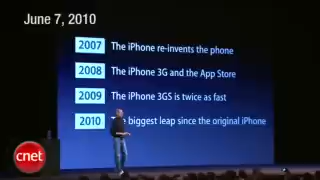 June 7, 2010
2007 The iPhone re-invents the phone
2008 The iPhone 3G and the App Store
2009 The iPhone 3GS is twice as fast
2010 biggest leap since the original iPhone
cnet